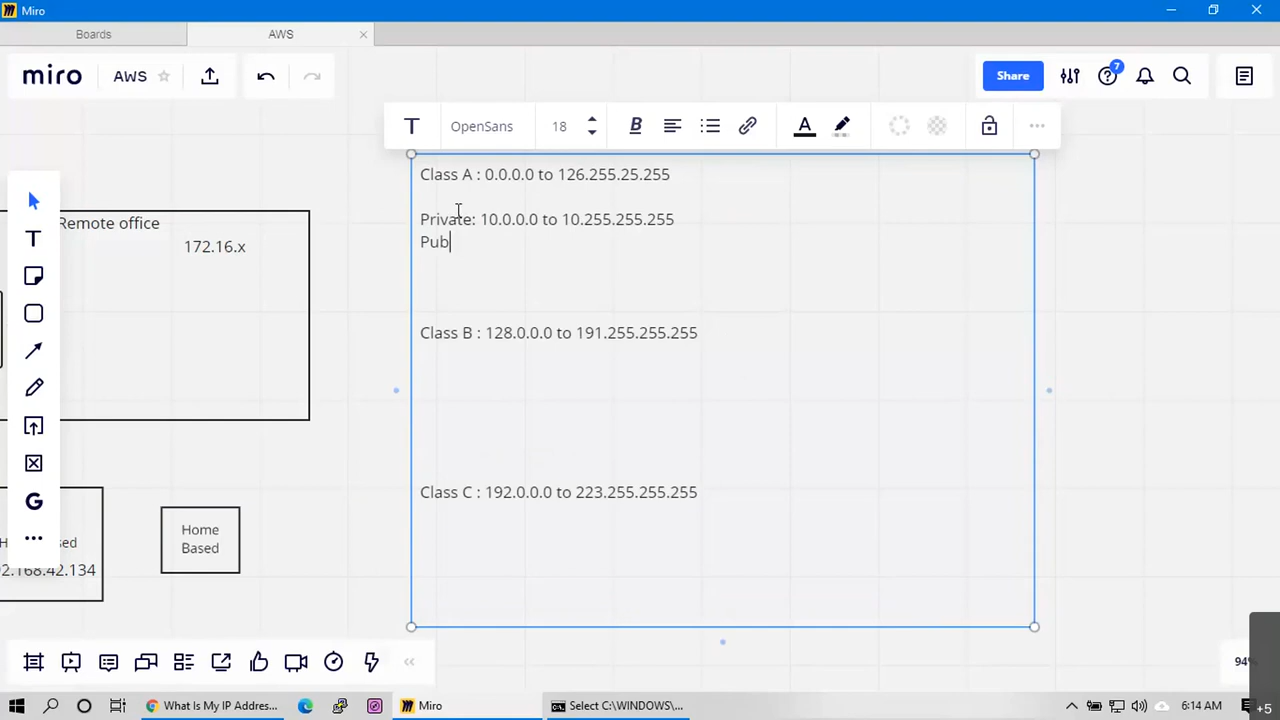 Miro
Boards
AWS
miro
AWS
Share
7
OpenSans
18
B
A
Class A : 0.0.0.0 to 126.255.25.255
Private: 10.0.0.0 to 10.255.255.255
Pub
Class B : 128.0.0.0 to 191.255.255.255
Class C : 192.0.0.0 to 223.255.255.255
Remote office
172.16.x
Home
Based
sed
2.168.42.134
94%
What Is My IP Addres...
Miro
Select C:\WINDOWS\...
6:14 AM
+5